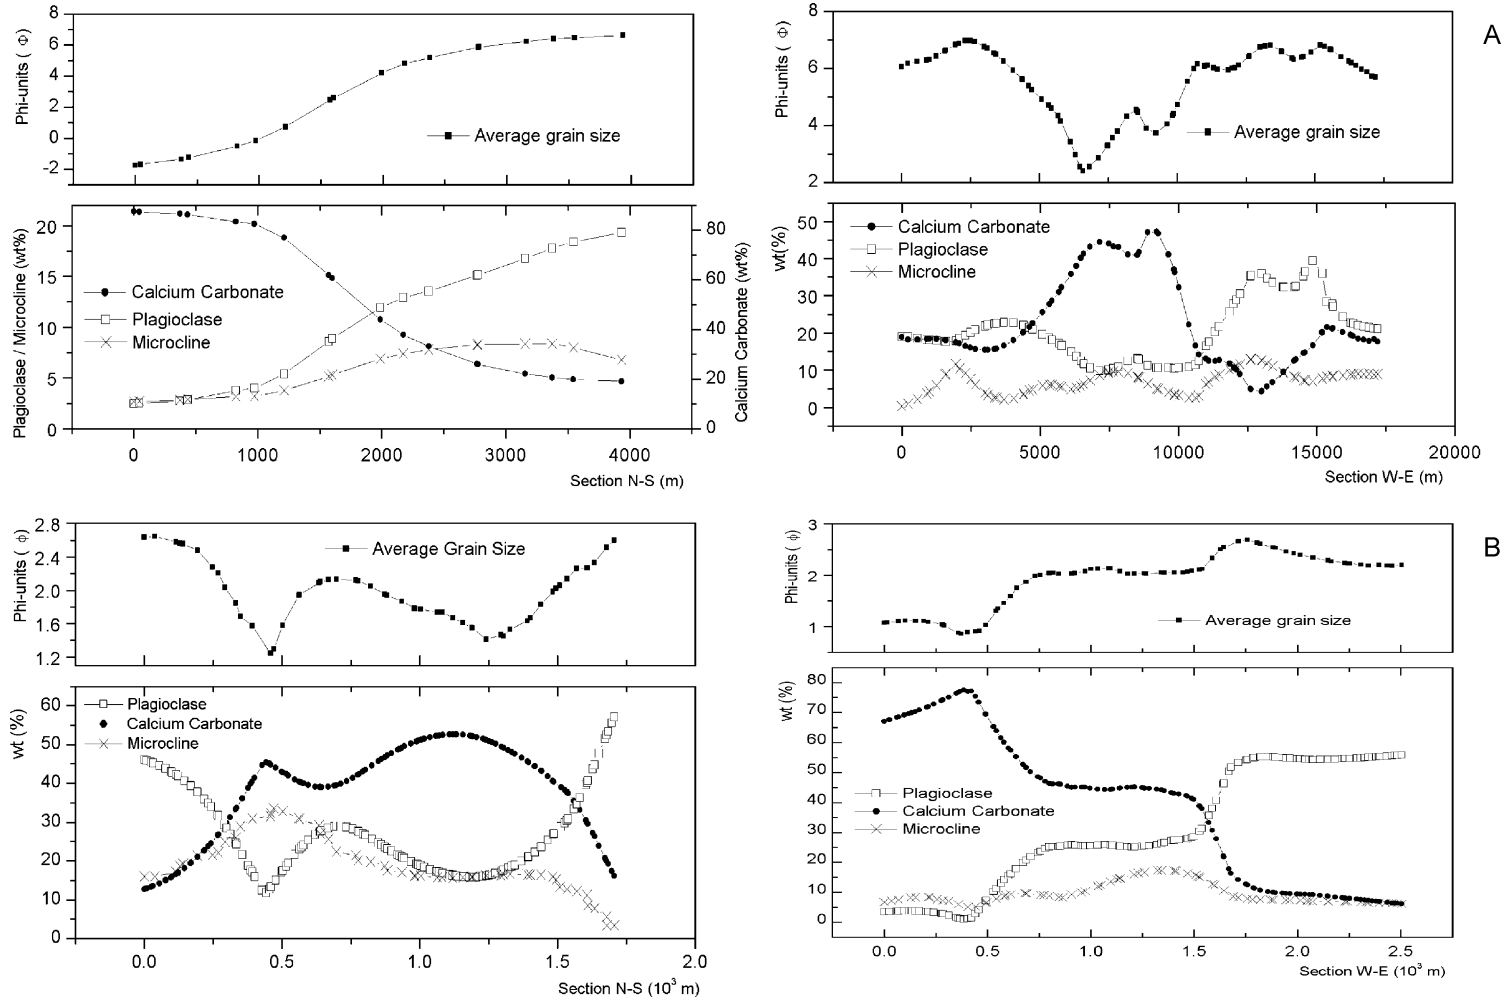 8
6
4
2
0
-2
Phi-units ( Φ)
Average grain size
20
15
10
5
0
Plagioclase / Microcline (wt%)
Calcium Carbonate
Plagioclase
Microcline
80
60
40
20
0
Calcium Carbonate (wt%)
0 1000 2000 3000 4000
Section N-S (m)
A
8
6
4
2
Phi-units ( Φ)
Average grain size
50
40
30
20
10
0
wt(%)
Calcium Carbonate
Plagioclase
Microcline
0 5000 10000 15000 20000
Section W-E (m)
2.8
2.4
2.0
1.6
1.2
Phi-units ( ϕ)
Average Grain Size
60
50
40
30
20
10
0
wt (%)
Plagioclase
Calcium Carbonate
Microcline
0.0 0.5 1.0 1.5 2.0
Section N-S (10³ m)
B
3
2
1
Phi-units ( ϕ)
Average grain size
80
70
60
50
40
30
20
10
0
wt (%)
Plagioclase
Calcium Carbonate
Microcline
0.0 0.5 1.0 1.5 2.0 2.5
Section W-E (10³ m)